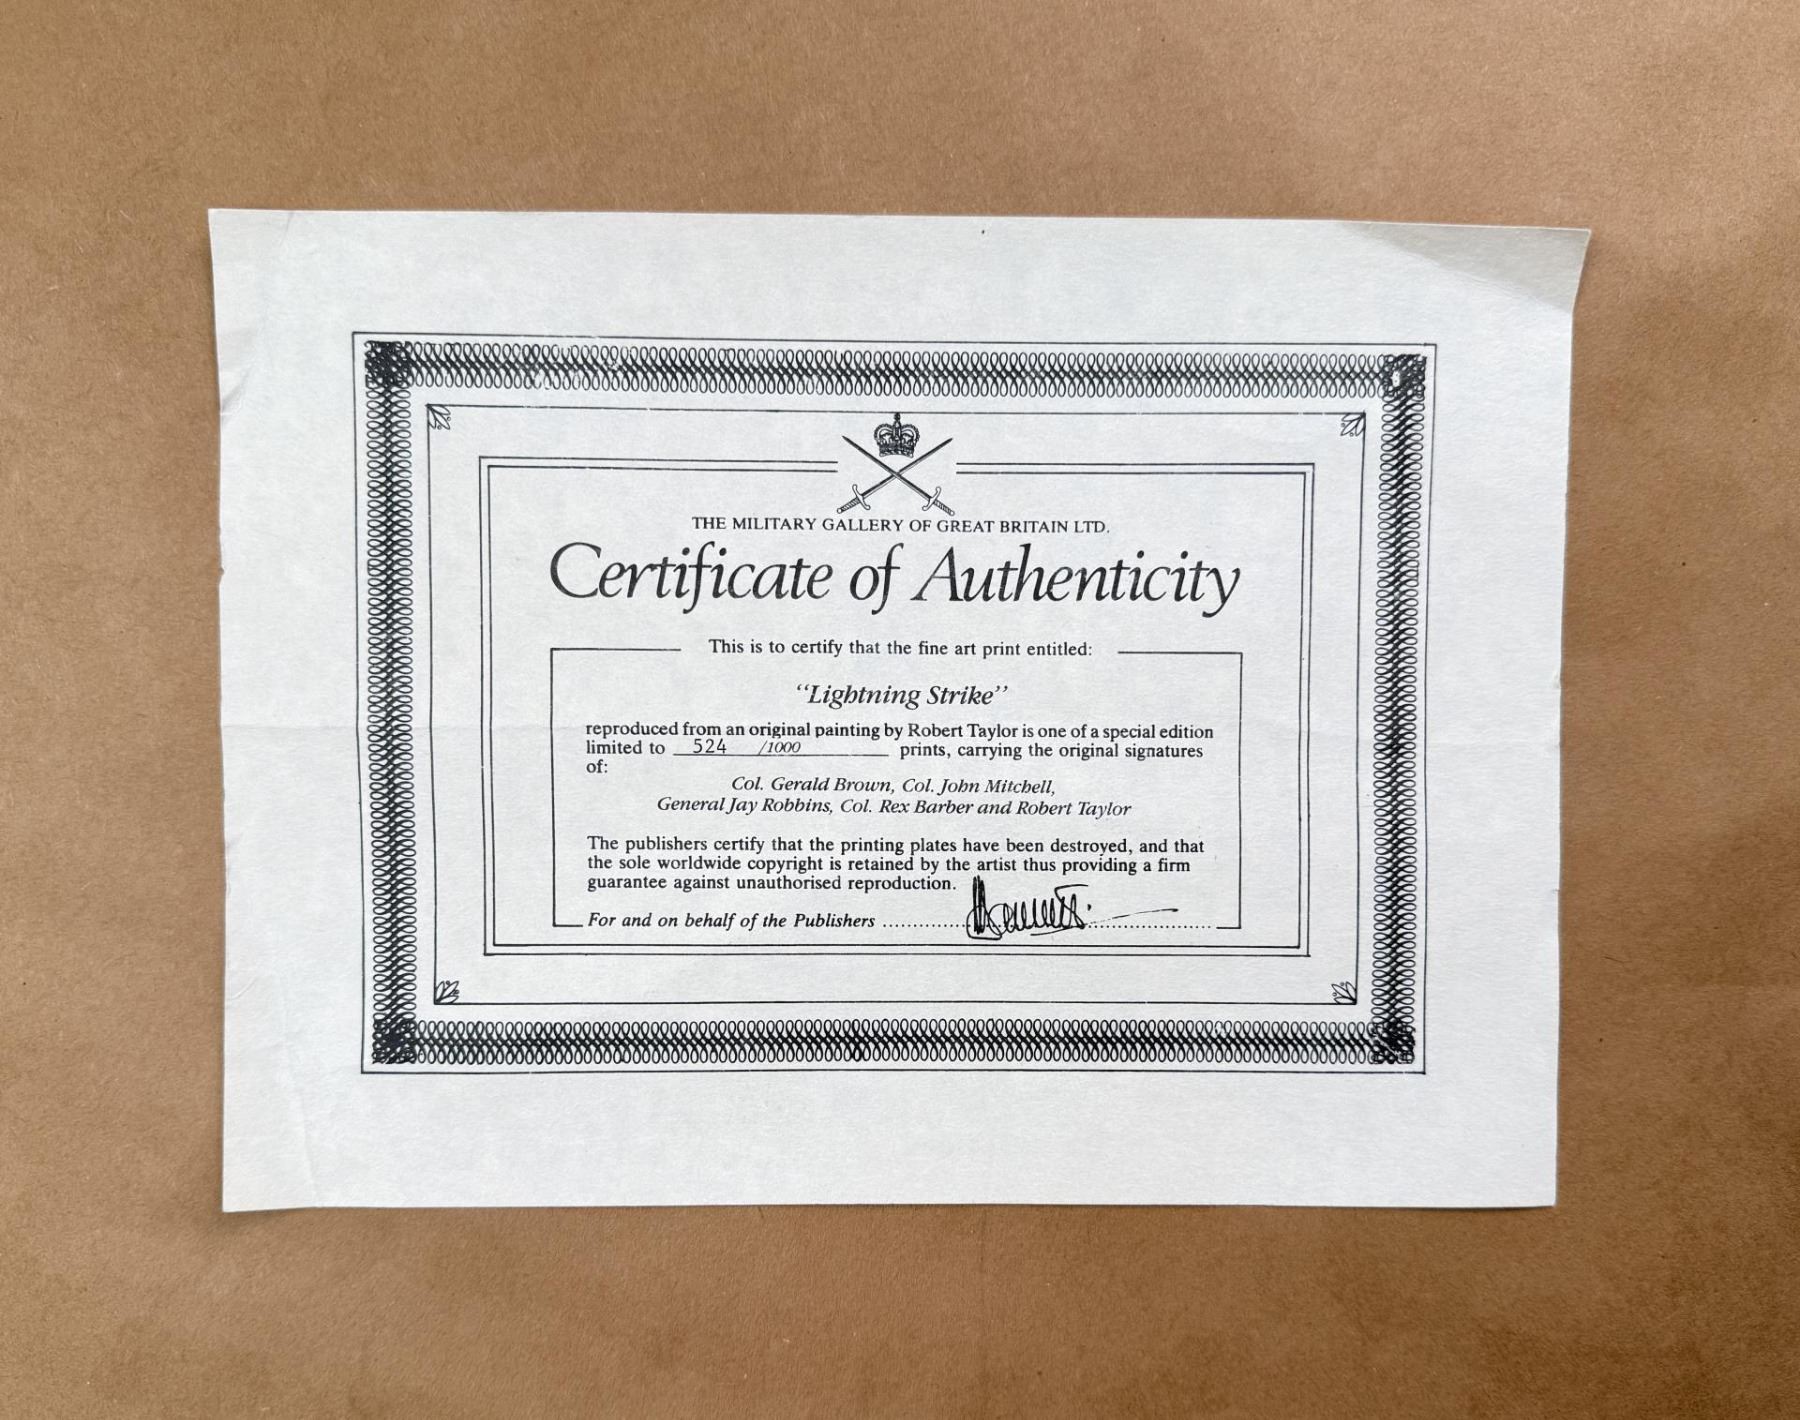 THE MILITARY GALLERY OF GREAT BRITAIN LTD.
Certificate of Authenticity
This is to certify that the fine art print entitled:
“Lightning Strike”
reproduced from an original painting by Robert Taylor is one of a special edition
limited to 524 /1000 prints, carrying the original signatures
of:
Col. Gerald Brown, Col. John Mitchell,
General Jay Robbins, Col. Rex Barber and Robert Taylor
The publishers certify that the printing plates have been destroyed, and that
the sole worldwide copyright is retained by the artist thus providing a firm
guarantee against unauthorised reproduction.
For and on behalf of the Publishers